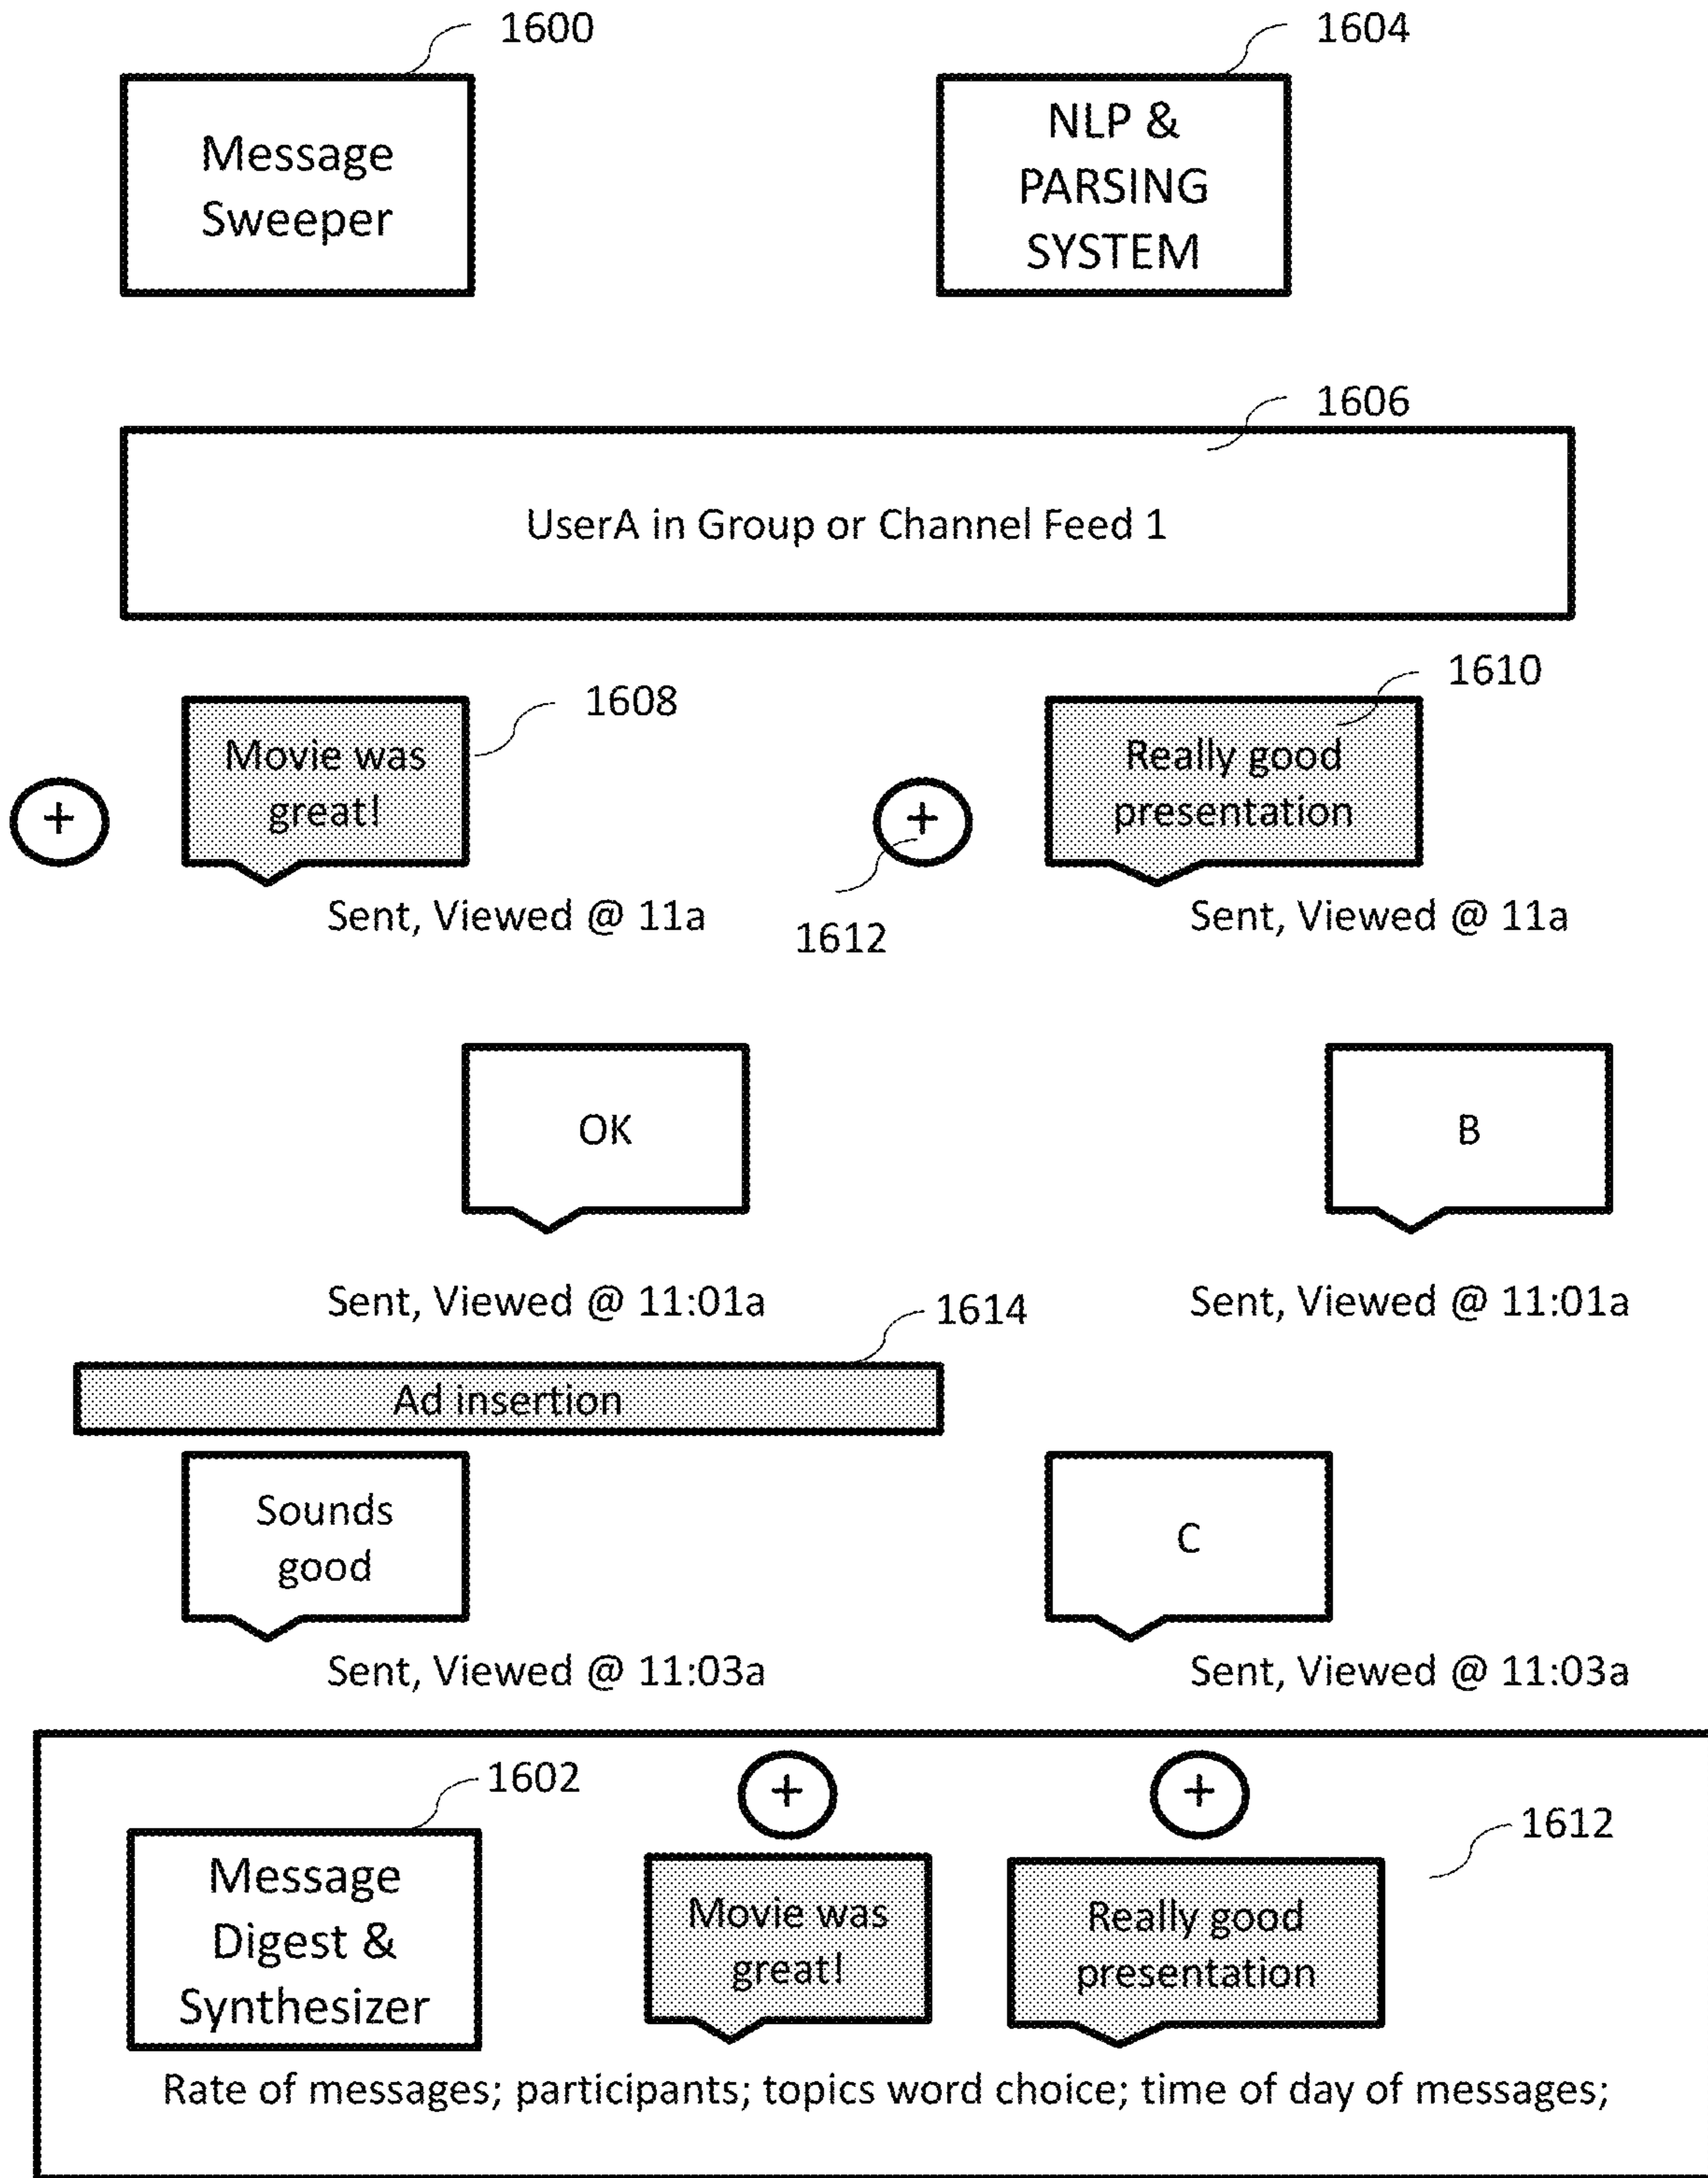 1600
1604
Message
Sweeper
NLP &
PARSING
SYSTEM
1606
UserA in Group or Channel Feed 1
1608
1610
+
Movie was
great!
+
Really good
presentation
Sent, Viewed @ 11a
1612
Sent, Viewed @ 11a
OK
B
Sent, Viewed @ 11:01a
Sent, Viewed @ 11:01a
1614
Ad insertion
Sounds
good
C
Sent, Viewed @ 11:03a
Sent, Viewed @ 11:03a
1602
+
+
1612
Message
Digest &
Synthesizer
Movie was
great!
Really good
presentation
Rate of messages; participants; topics word choice; time of day of messages;